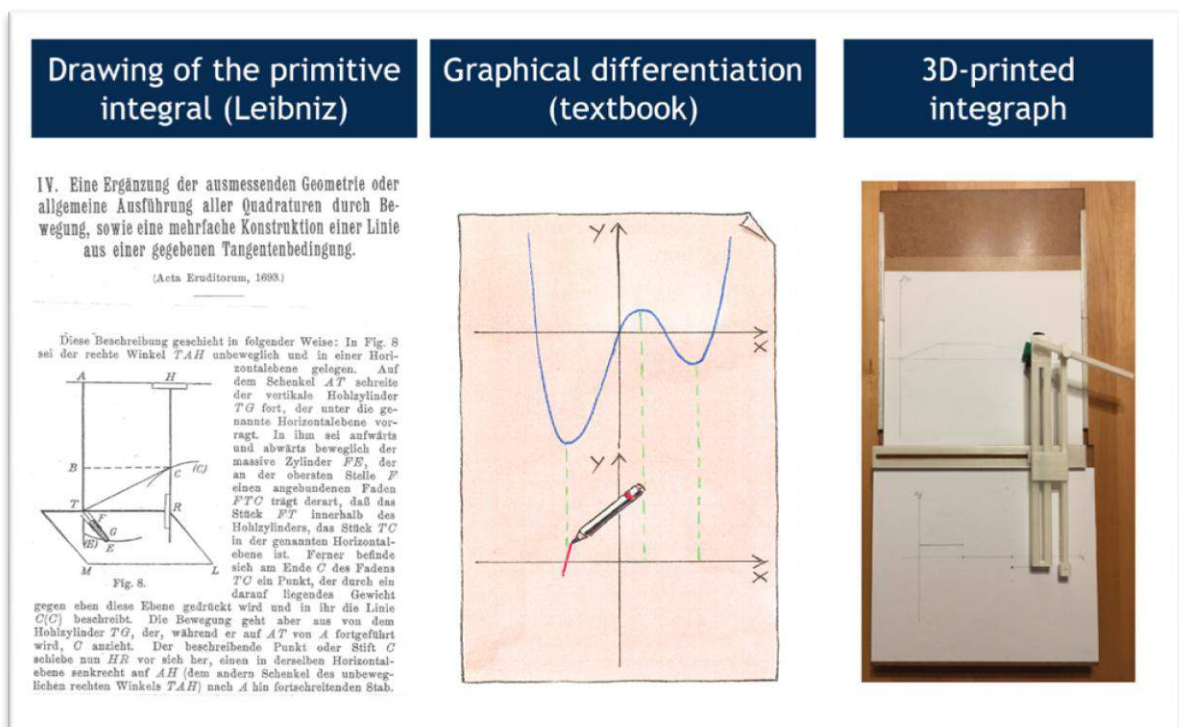 Drawing of the primitive
integral (Leibniz)
Graphical differentiation
(textbook)
3D-printed
integraph
IV. Eine Ergänzung der ausmessenden Geometrie oder
allgemeine Ausführung aller Quadraturen durch Be-
wegung, sowie eine mehrfache Konstruktion einer Linie
aus einer gegebenen Tangentenbedingung.
(Acta Eruditorum, 1693.)
Diese Beschreibung geschieht in folgender Weise: In Fig. 8
sei der rechte Winkel TAH unbeweglich und in einer Hori-
zontalebene gelegen. Auf
dem Schenkel AT schreite
der vertikale Hohlzylinder
TG fort, der unter die ge-
nannte Horizontalebene vor-
ragt. In ihm sei aufwärts
und abwärts beweglich der
massive Zylinder FE, der
an der obersten Stelle F
einen angebundenen Faden
FTC trägt derart, daß das
Stück FT innerhalb des
Hohlzylinders, das Stück TC
in der genannten Horizontal-
ebene ist. Ferner befinde
sich am Ende C des Fadens
TC ein Punkt, der durch ein
darauf liegendes Gewicht
gegen eben diese Ebene gedrückt wird und in ihr die Linie
C(C) beschreibt. Die Bewegung geht aber aus von dem
Hohlzylinder TG, der, während er auf AT von A fortgeführt
wird, C anzieht. Der beschreibende Punkt oder Stift C
schiebe nun HR vor sich her, einen in derselben Horizontal-
ebene senkrecht auf AH (dem andern Schenkel des unbeweg-
lichen rechten Winkels TAH) nach A hin fortschreitenden Stab.
A H
B C (C)
T F R
G
(E) E
M L
Fig. 8.
y
x
y
x